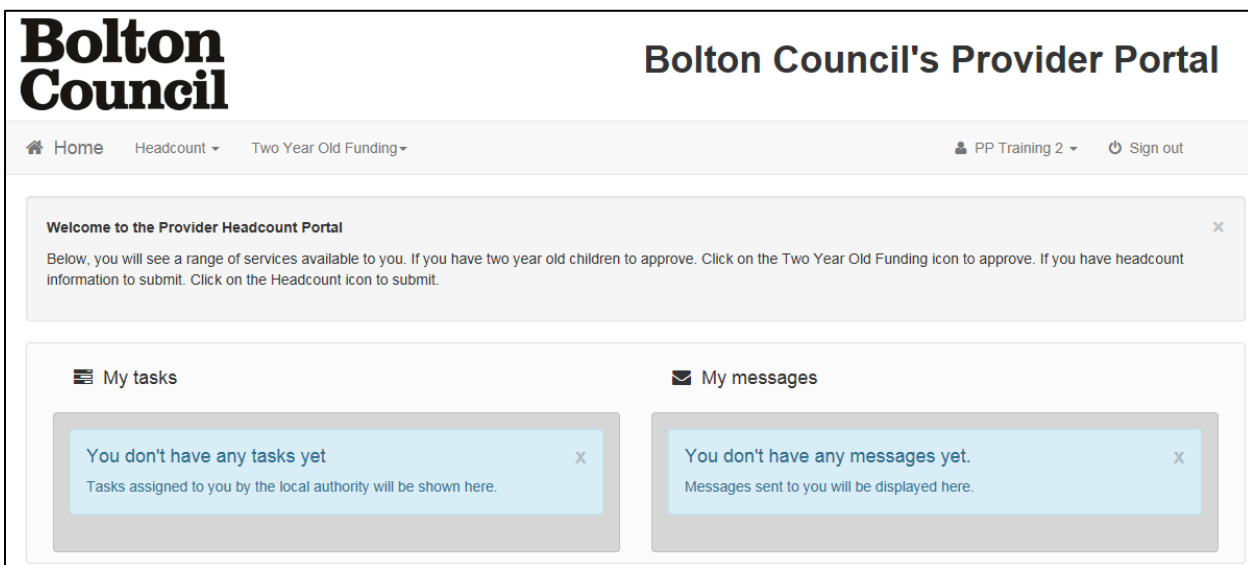 Bolton
Council
Bolton Council's Provider Portal
Home Headcount Two Year Old Funding PP Training 2 Sign out
Welcome to the Provider Headcount Portal x
Below, you will see a range of services available to you. If you have two year old children to approve. Click on the Two Year Old Funding icon to approve. If you have headcount
information to submit. Click on the Headcount icon to submit.
My tasks
You don't have any tasks yet x
Tasks assigned to you by the local authority will be shown here.
My messages
You don't have any messages yet. x
Messages sent to you will be displayed here.